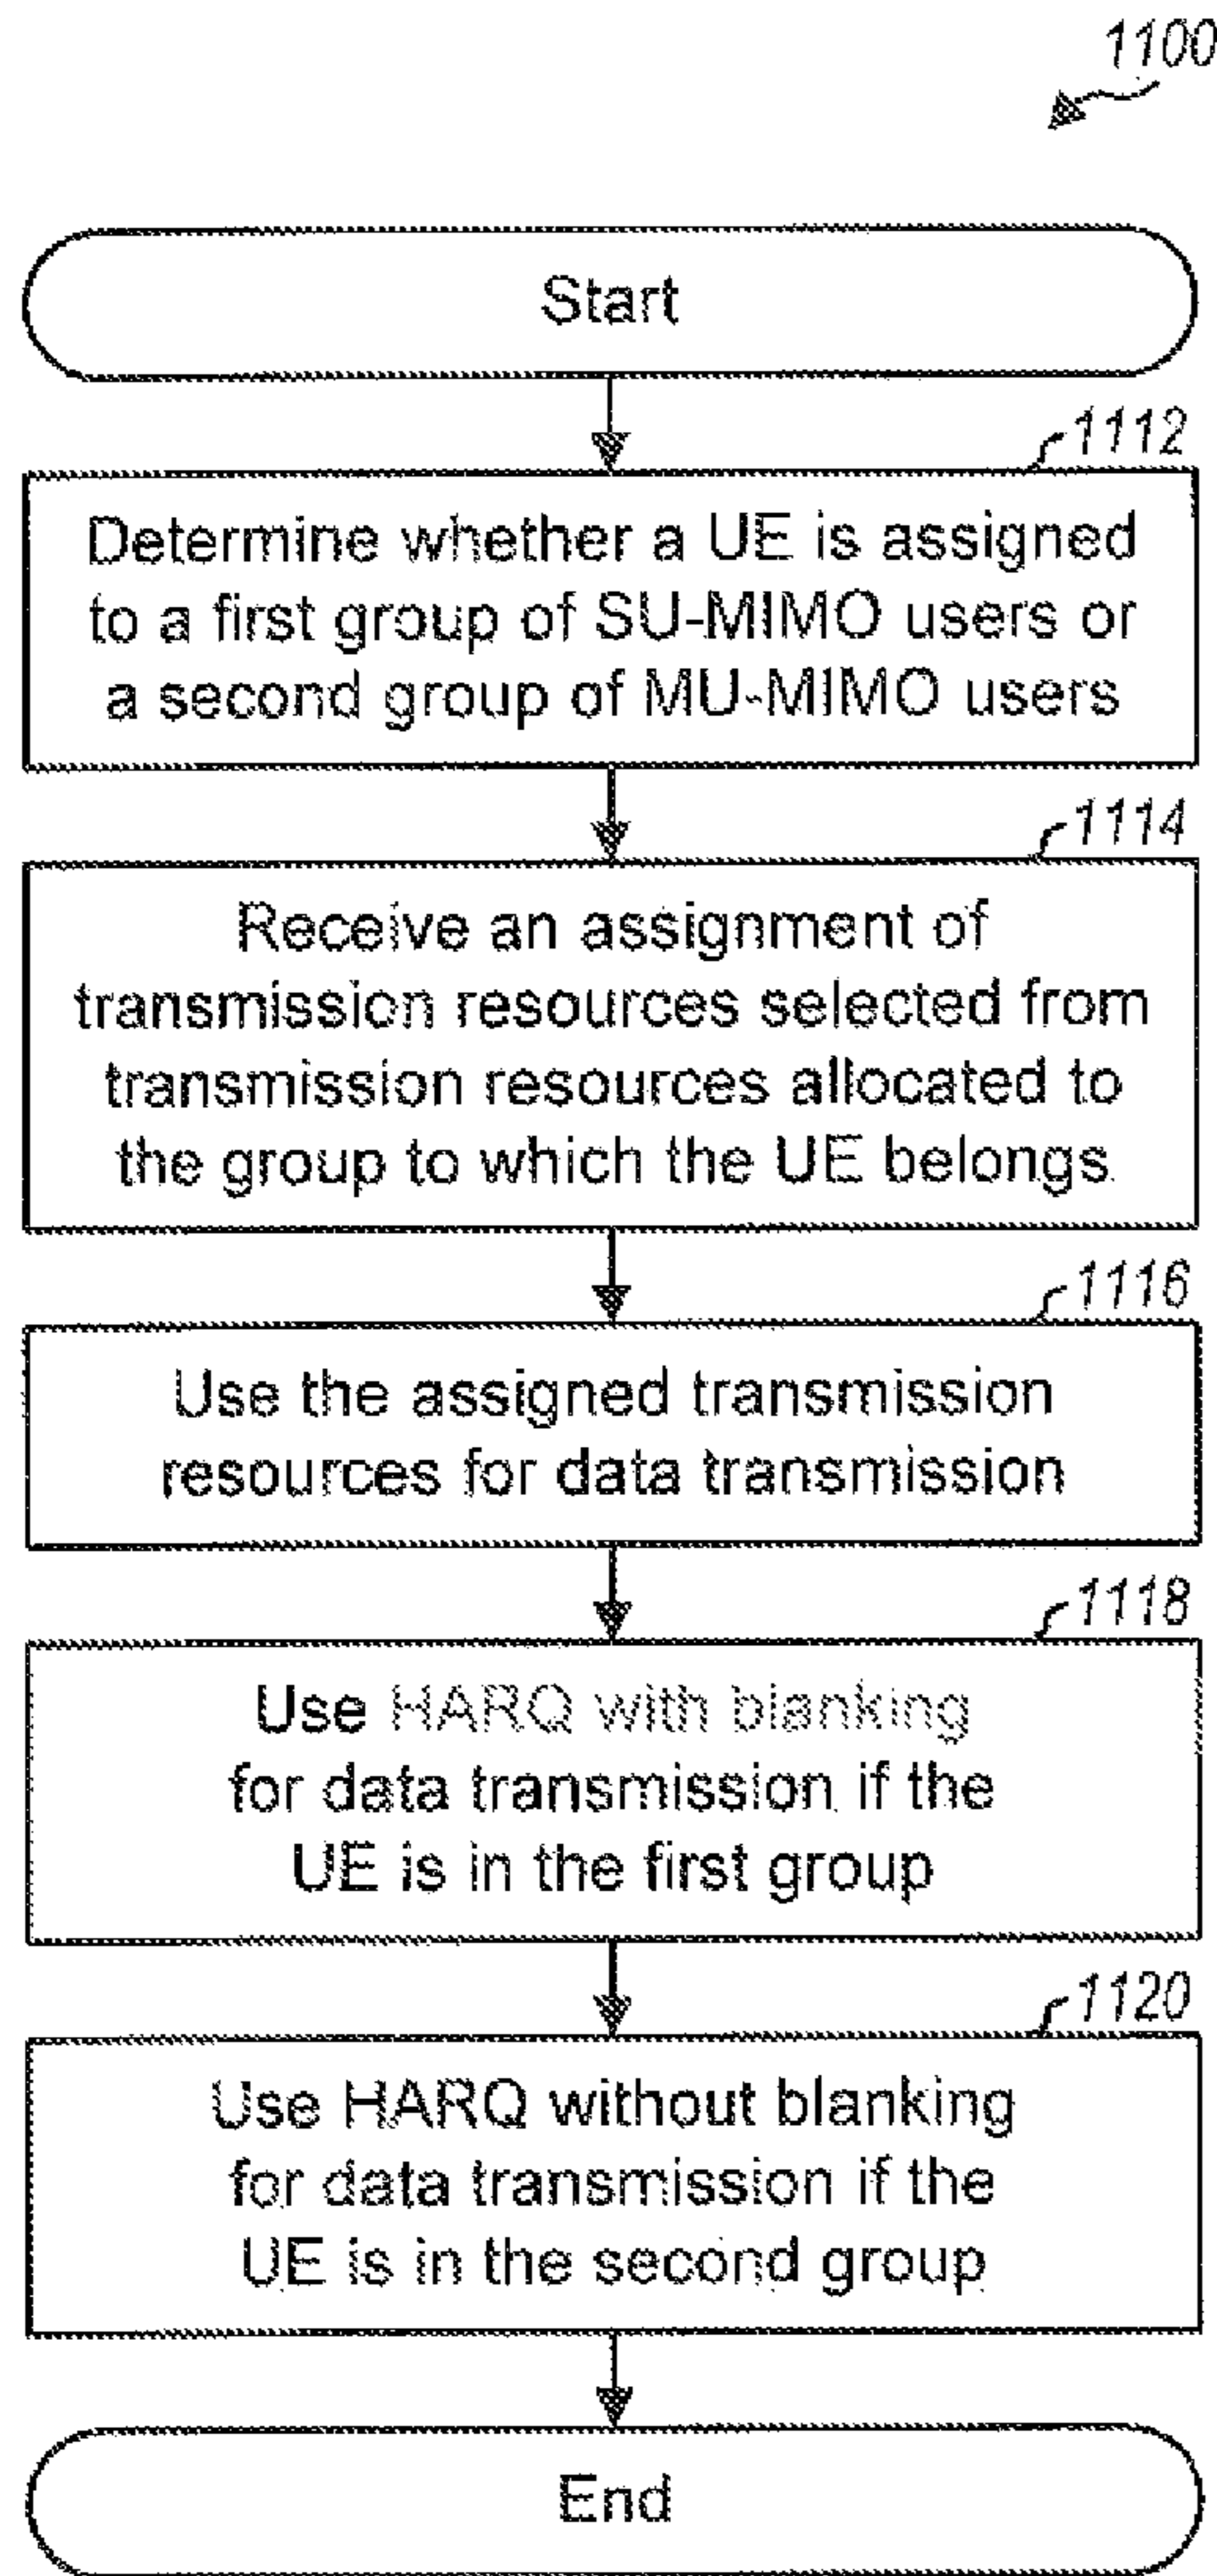 1100
Start
1112
Determine whether a UE is assigned
to a first group of SU-MIMO users or
a second group of MU-MIMO users
1114
Receive an assignment of
transmission resources selected from
transmission resources allocated to
the group to which the UE belongs
1116
Use the assigned transmission
resources for data transmission
1118
Use HARQ with blanking
for data transmission if the
UE is in the first group
1120
Use HARQ without blanking
for data transmission if the
UE is in the second group
End